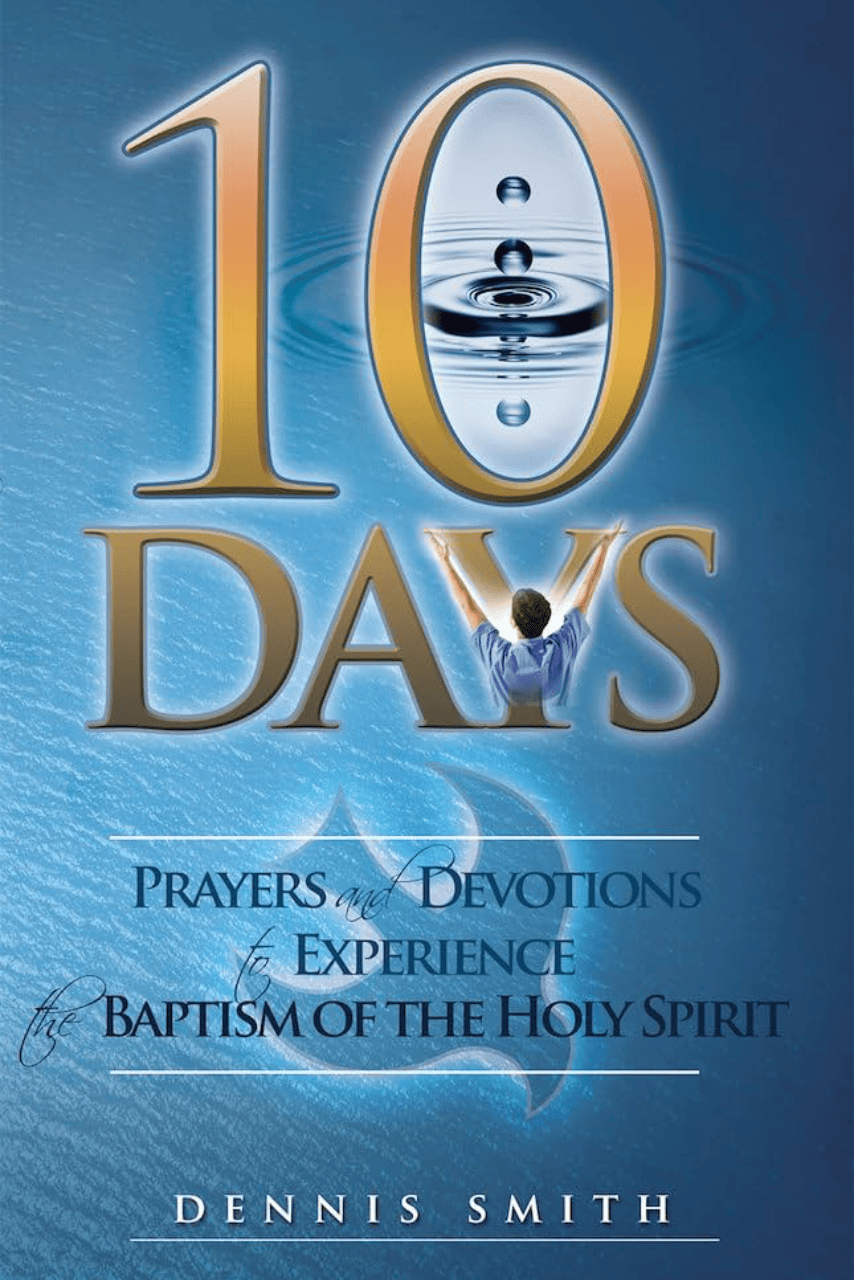 10
DAYS
PRAYERS and DEVOTIONS
to EXPERIENCE
the BAPTISM OF THE HOLY SPIRIT
DENNIS SMITH